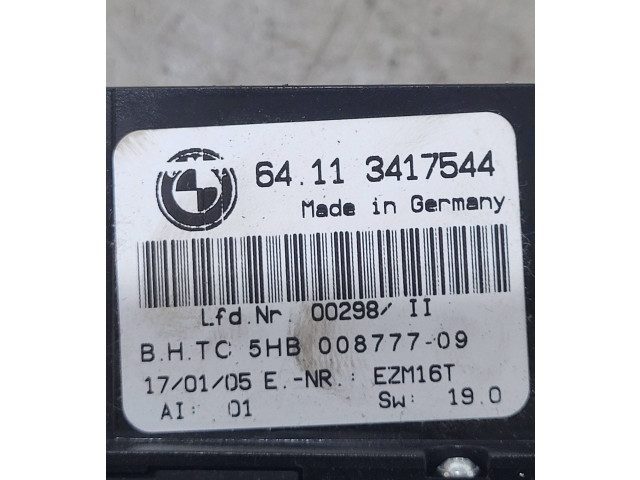 64.11 3417544
Made in Germany
Lfd.Nr. 00298/ II
B.H.TC 5HB 008777-09
17/01/05 E.-NR.: EZM16T
AI: 01 Sw: 19.0